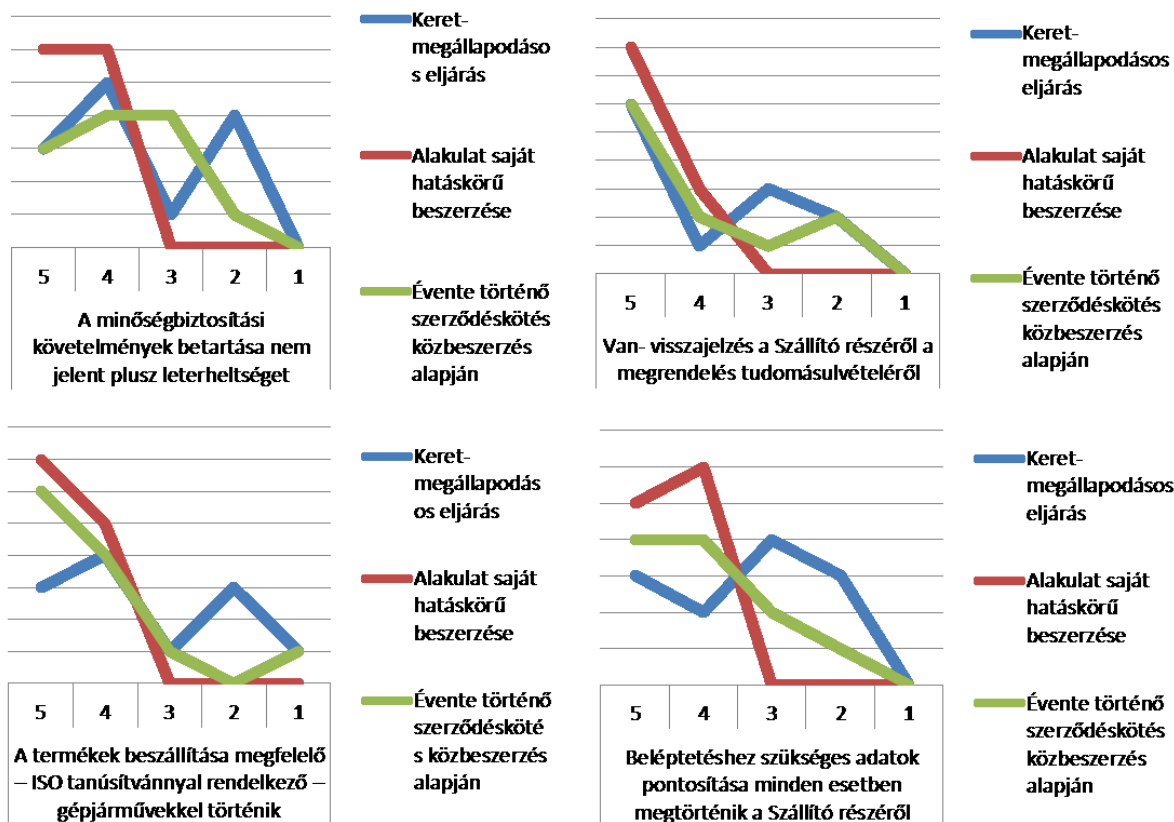 Keret-
megállapodáso
s eljárás
Alakulat saját
hatáskörű
beszerzése
Évente történő
szerződéskötés
közbeszerzés
alapján
5 4 3 2 1
A minőségbiztosítási
követelmények betartása nem
jelent plusz leterheltséget
Keret-
megállapodásos
eljárás
Alakulat saját
hatáskörű
beszerzése
Évente történő
szerződéskötés
közbeszerzés
alapján
5 4 3 2 1
Van- visszajelzés a Szállító részéről a
megrendelés tudomásulvételéről
Keret-
megállapodás
os eljárás
Alakulat saját
hatáskörű
beszerzése
Évente történő
szerződésköté
s közbeszerzés
alapján
5 4 3 2 1
A termékek beszállítása megfelelő
– ISO tanúsítvánnyal rendelkező –
gépjárművekkel történik
Keret-
megállapodásos
eljárás
Alakulat saját
hatáskörű
beszerzése
Évente történő
szerződéskötés
közbeszerzés
alapján
5 4 3 2 1
Beléptetéshez szükséges adatok
pontosítása minden esetben
megtörténik a Szállító részéről